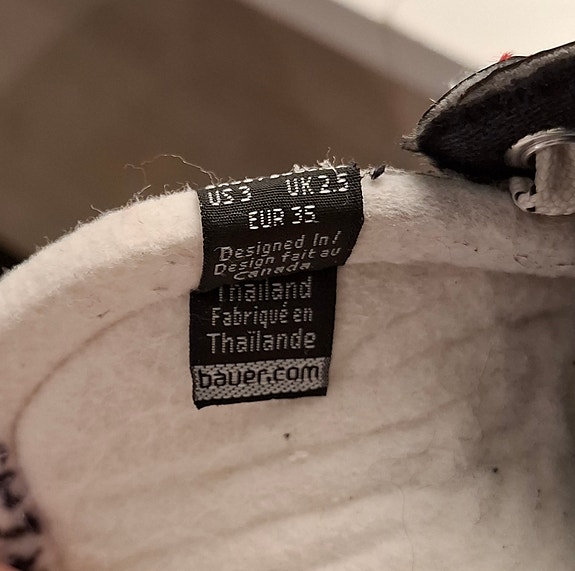 US 3 UK 2.5
EUR 35
Designed In/
Design fait au
Canada
Thailand
Fabriqué en
Thaïlande
bauer.com